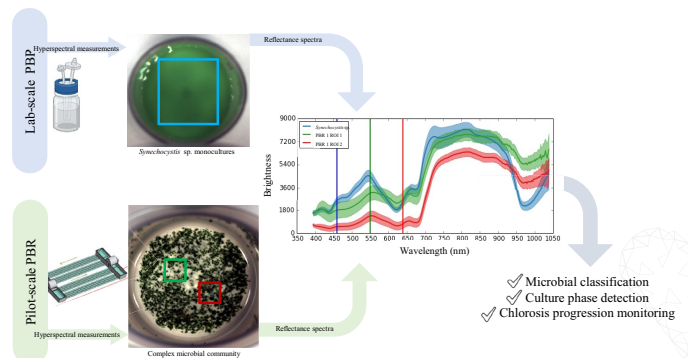 Lab-scale PBP
Hyperspectral measurements
Reflectance spectra
Synechocystis sp. monocultures
Brightness
9000
7200
5400
3600
1800
0
Synechocystis sp.
PBR 1 ROI 1
PBR 1 ROI 2
350 400 450 500 550 600 650 700 750 800 850 900 950 1000 1050
Wavelength (nm)
Pilot-scale PBR
Hyperspectral measurements
Reflectance spectra
Complex microbial community
Microbial classification
Culture phase detection
Chlorosis progression monitoring